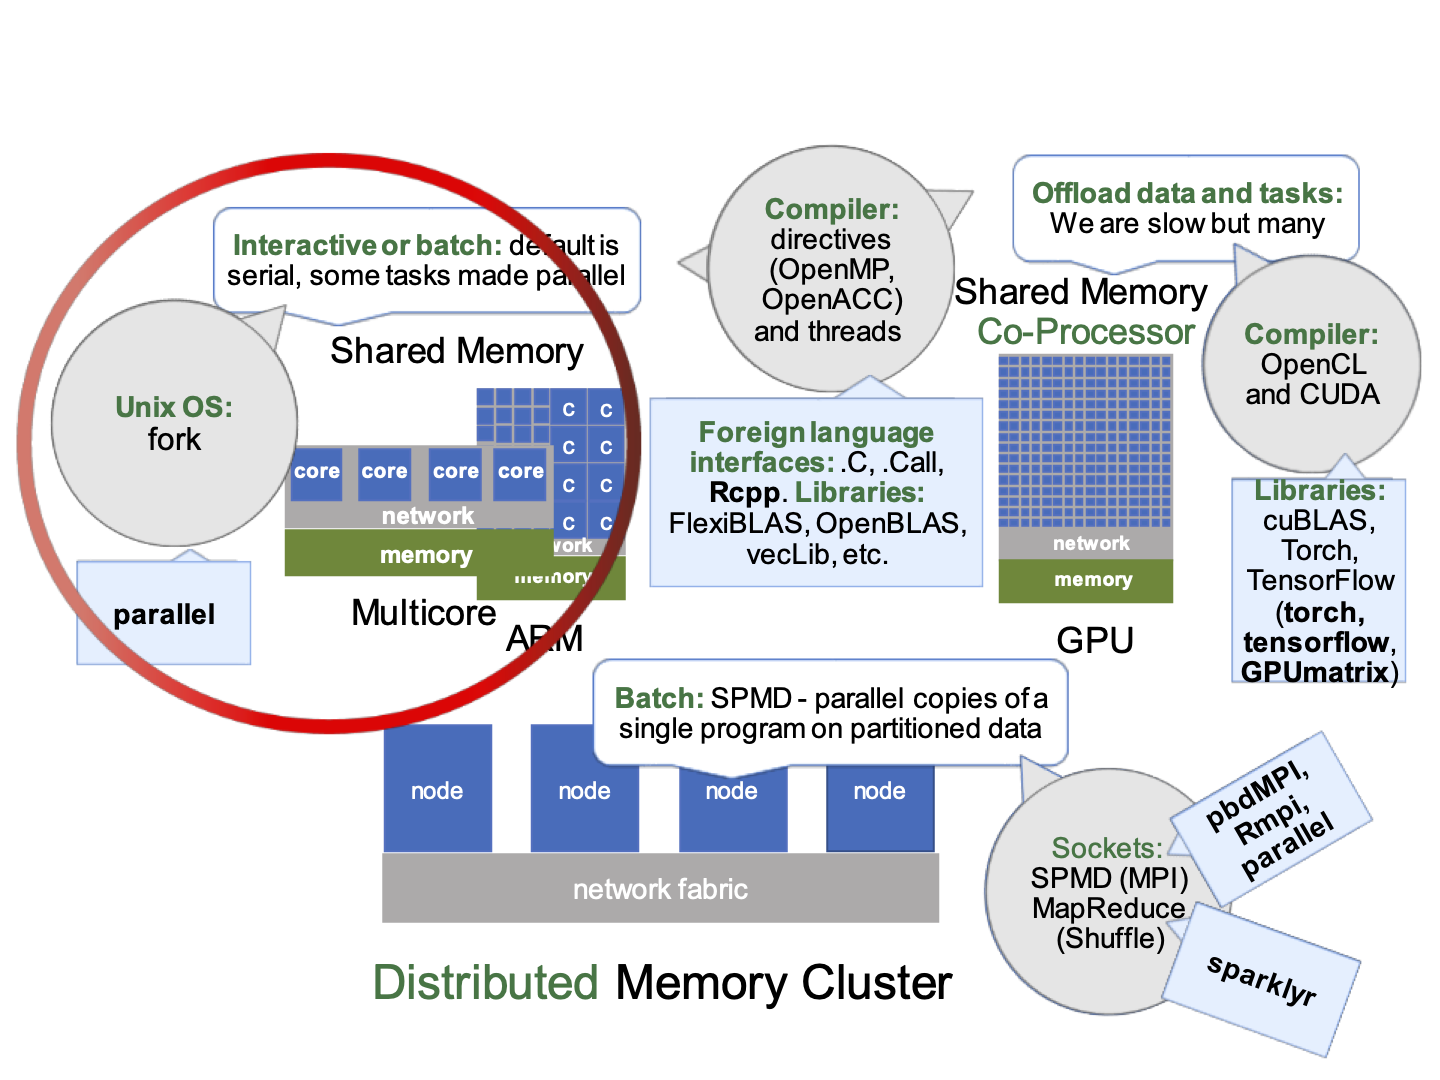 Interactive or batch: default is
serial, some tasks made parallel
Unix OS:
fork
Shared Memory
C C
C C
C C
C C
core core core core
network
memory
work
memory
parallel
Multicore
ARM
Compiler:
directives
(OpenMP,
OpenACC)
and threads
Foreign language
interfaces: .C, .Call,
Rcpp. Libraries:
FlexiBLAS, OpenBLAS,
vecLib, etc.
Offload data and tasks:
We are slow but many
Shared Memory
Co-Processor
network
memory
GPU
Compiler:
OpenCL
and CUDA
Libraries:
cuBLAS,
Torch,
TensorFlow
(torch,
tensorflow,
GPUmatrix)
Batch: SPMD - parallel copies of a
single program on partitioned data
node node node node
network fabric
Distributed Memory Cluster
Sockets:
SPMD (MPI)
MapReduce
(Shuffle)
pbdMPI,
Rmpi,
parallel
sparklyr